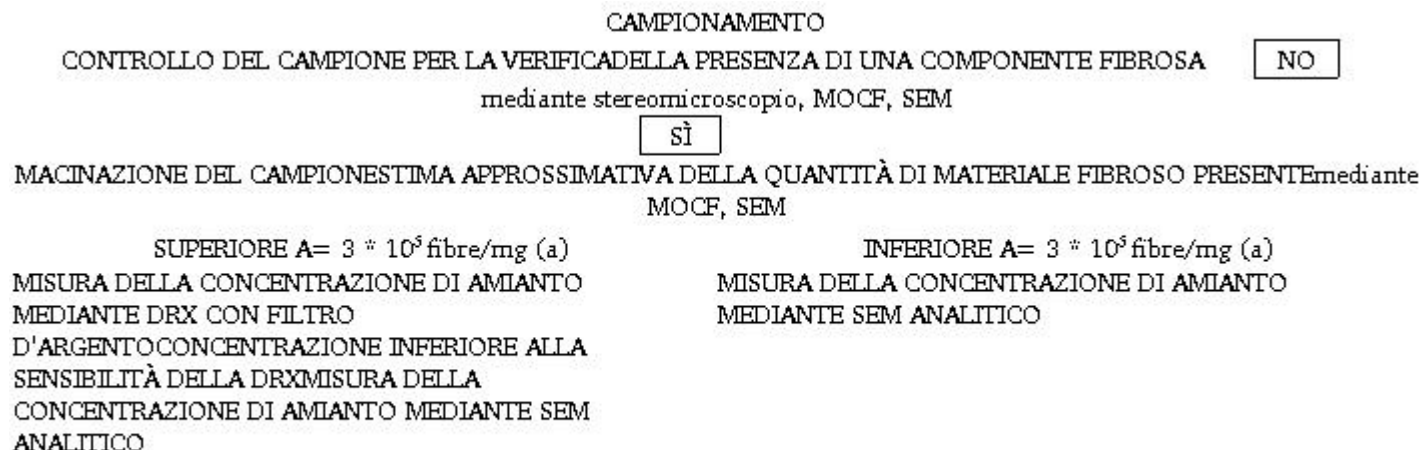 CAMPIONAMENTO
CONTROLLO DEL CAMPIONE PER LA VERIFICADELLA PRESENZA DI UNA COMPONENTE FIBROSA NO
mediante stereomicroscopio, MOCF, SEM
SÌ
MACINAZIONE DEL CAMPIONESTIMA APPROSSIMATIVA DELLA QUANTITÀ DI MATERIALE FIBROSO PRESENTEmediante
MOCF, SEM
SUPERIORE A= 3 * 10⁵ fibre/mg (a)
MISURA DELLA CONCENTRAZIONE DI AMIANTO
MEDIANTE DRX CON FILTRO
D'ARGENTOCONCENTRAZIONE INFERIORE ALLA
SENSIBILITÀ DELLA DRXMISURA DELLA
CONCENTRAZIONE DI AMIANTO MEDIANTE SEM
ANALITICO
INFERIORE A= 3 * 10⁵ fibre/mg (a)
MISURA DELLA CONCENTRAZIONE DI AMIANTO
MEDIANTE SEM ANALITICO